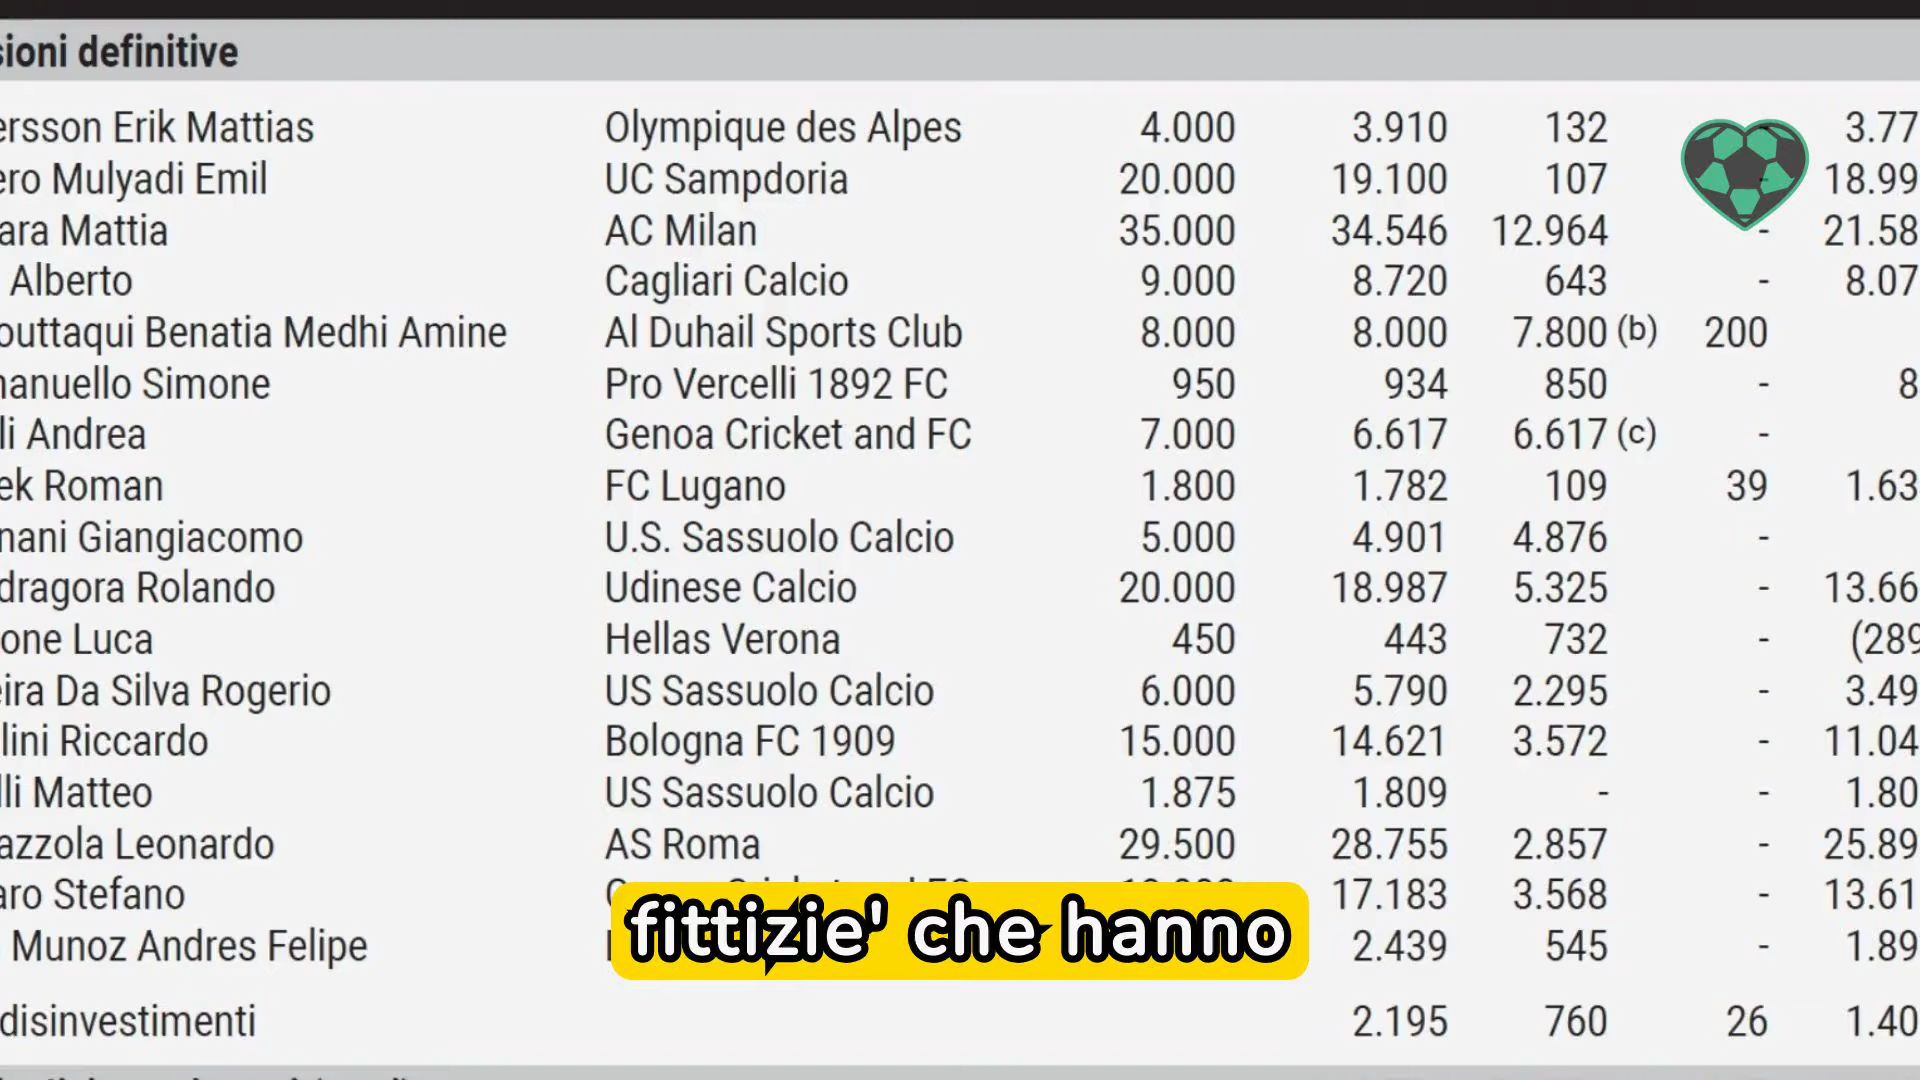 sioni definitive
ersson Erik Mattias Olympique des Alpes 4.000 3.910 132 - 3.77
ero Mulyadi Emil UC Sampdoria 20.000 19.100 107 - 18.99
ara Mattia AC Milan 35.000 34.546 12.964 - 21.58
Alberto Cagliari Calcio 9.000 8.720 643 - 8.07
outtaqui Benatia Medhi Amine Al Duhail Sports Club 8.000 8.000 7.800 (b) 200
nanuello Simone Pro Vercelli 1892 FC 950 934 850 - 8
li Andrea Genoa Cricket and FC 7.000 6.617 6.617 (c) -
ek Roman FC Lugano 1.800 1.782 109 39 1.63
nani Giangiacomo U.S. Sassuolo Calcio 5.000 4.901 4.876 -
dragora Rolando Udinese Calcio 20.000 18.987 5.325 - 13.66
one Luca Hellas Verona 450 443 732 - (289
eira Da Silva Rogerio US Sassuolo Calcio 6.000 5.790 2.295 - 3.49
lini Riccardo Bologna FC 1909 15.000 14.621 3.572 - 11.04
lli Matteo US Sassuolo Calcio 1.875 1.809 - - 1.80
azzola Leonardo AS Roma 29.500 28.755 2.857 - 25.89
aro Stefano 17.183 3.568 - 13.61
fittizie' che hanno
Munoz Andres Felipe 2.439 545 - 1.89
disinvestimenti 2.195 760 26 1.40